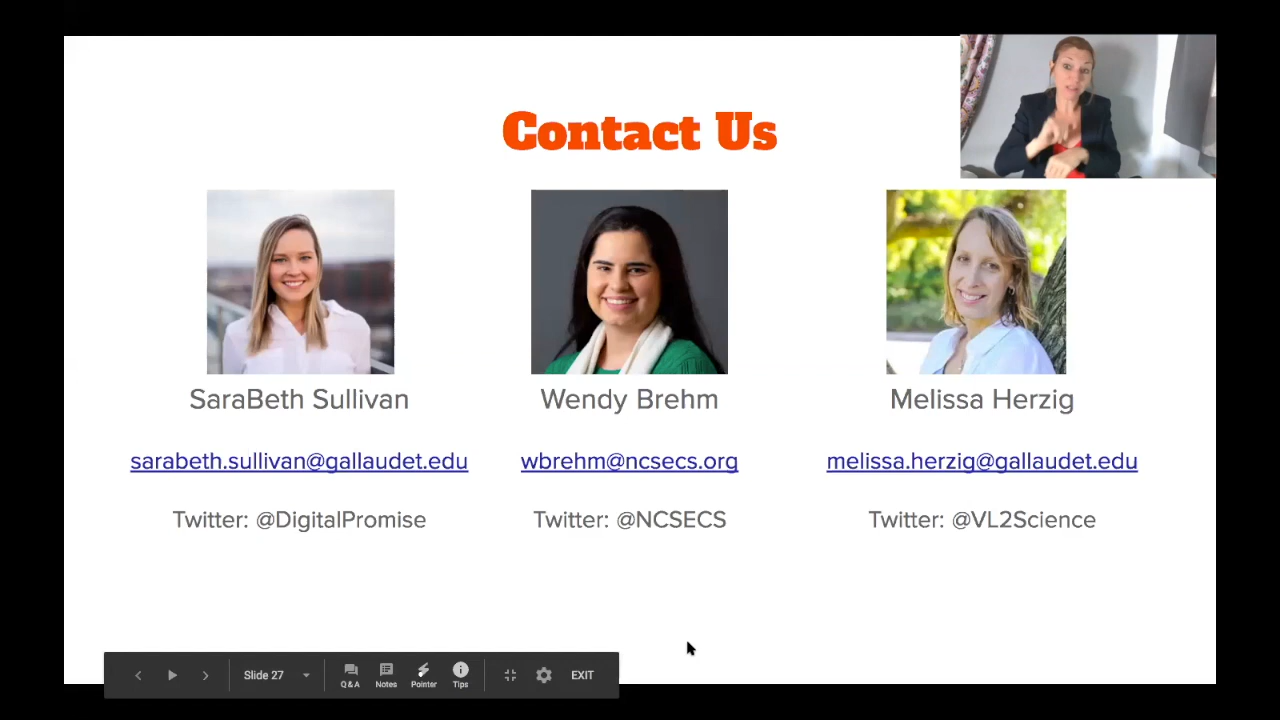 Contact Us
SaraBeth Sullivan
Wendy Brehm
Melissa Herzig
sarabeth.sullivan@gallaudet.edu
wbrehm@ncsecs.org
melissa.herzig@gallaudet.edu
Twitter: @DigitalPromise
Twitter: @NCSECS
Twitter: @VL2Science
Slide 27
Q&A
Notes
Pointer
Tips
EXIT